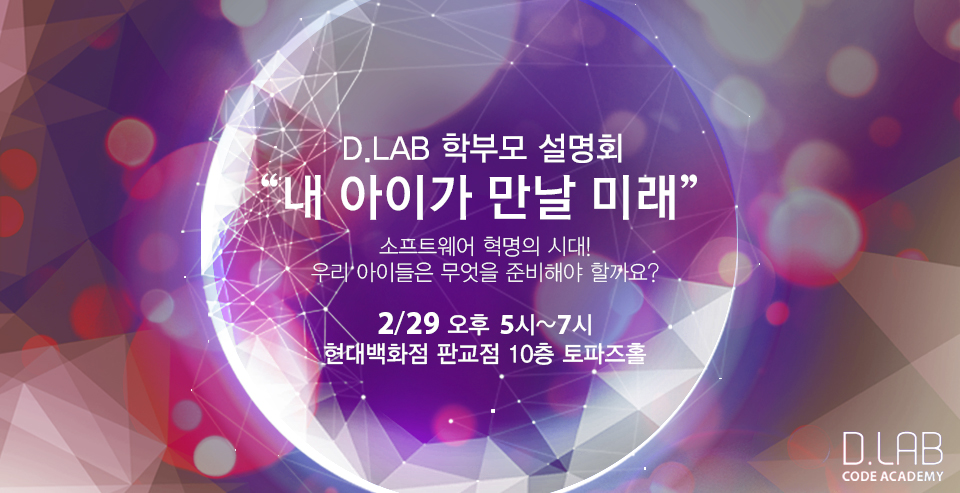 D.LAB 학부모 설명회
“내 아이가 만날 미래”
소프트웨어 혁명의 시대!
우리 아이들은 무엇을 준비해야 할까요?
2/29 오후 5시~7시
현대백화점 판교점 10층 토파즈홀
D.LAB
CODE ACADEMY